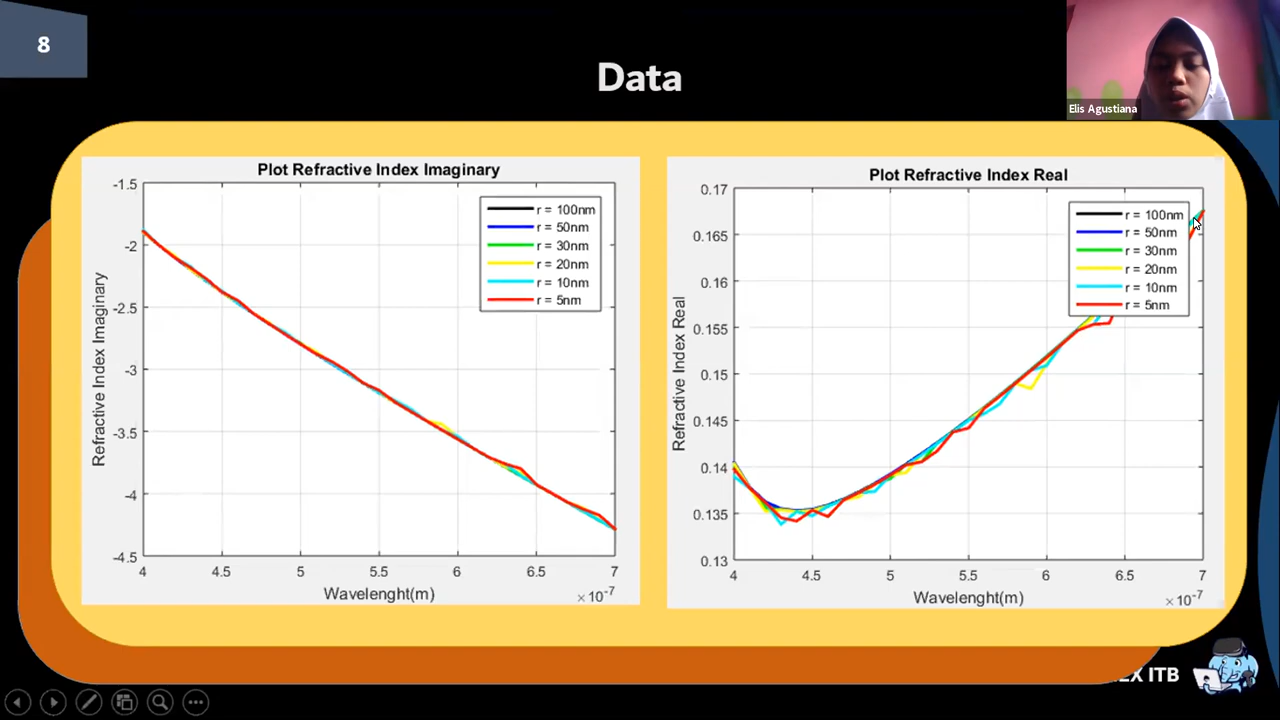 8
Data
Elis Agustiana
Plot Refractive Index Imaginary
-1.5
-2
-2.5
-3
-3.5
-4
-4.5
Refractive Index Imaginary
r = 100nm
r = 50nm
r = 30nm
r = 20nm
r = 10nm
r = 5nm
4 4.5 5 5.5 6 6.5 7
Wavelenght(m)
×10-7
Plot Refractive Index Real
0.17
0.165
0.16
0.155
0.15
0.145
0.14
0.135
0.13
Refractive Index Real
r = 100nm
r = 50nm
r = 30nm
r = 20nm
r = 10nm
r = 5nm
4 4.5 5 5.5 6 6.5 7
Wavelenght(m)
×10-7
ITB